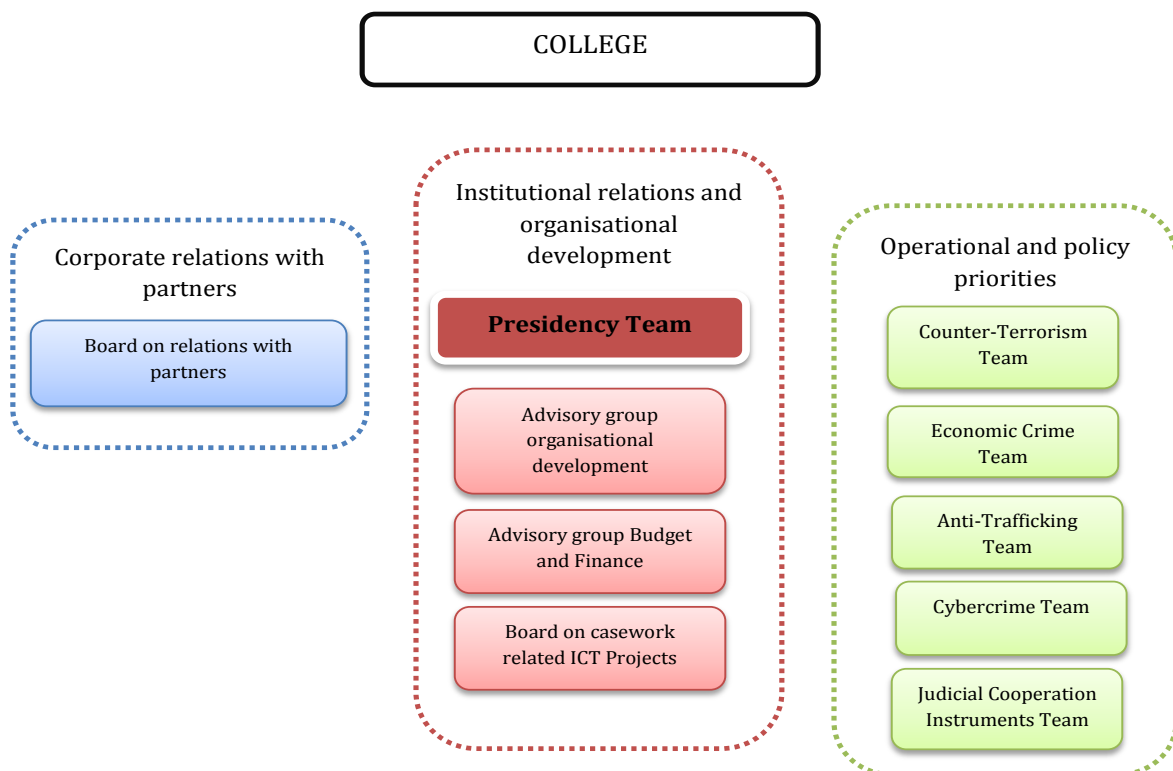 COLLEGE
Corporate relations with
partners
Board on relations with
partners
Institutional relations and
organisational
development
Presidency Team
Advisory group
organisational
development
Advisory group Budget
and Finance
Board on casework
related ICT Projects
Operational and policy
priorities
Counter-Terrorism
Team
Economic Crime
Team
Anti-Trafficking
Team
Cybercrime Team
Judicial Cooperation
Instruments Team